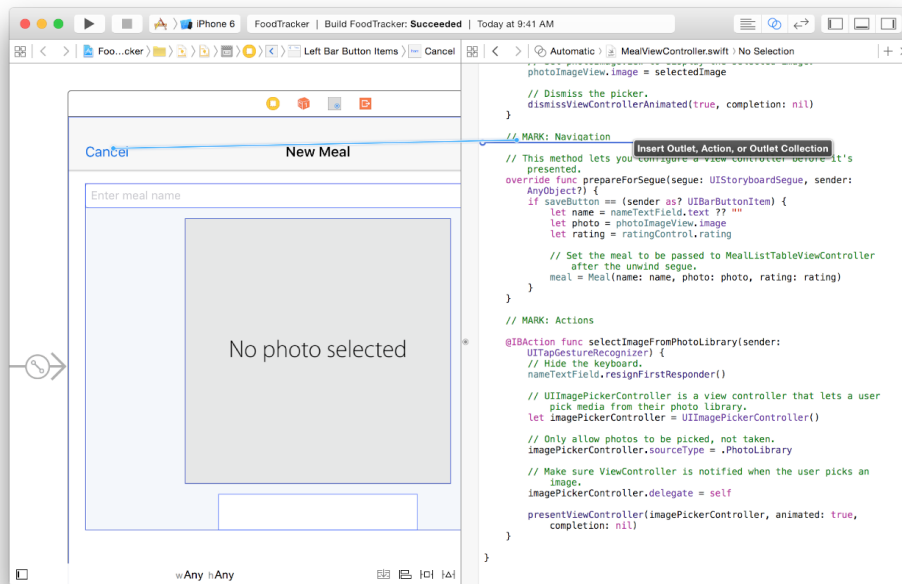 iPhone 6
FoodTracker | Build FoodTracker: Succeeded | Today at 9:41 AM
Foo...cker
Left Bar Button Items
Cancel
Automatic
MealViewController.swift
No Selection
Cancel
New Meal
Enter meal name
No photo selected
wAny hAny
photoImageView.image = selectedImage
// Dismiss the picker.
dismissViewControllerAnimated(true, completion: nil)
}
// MARK: Navigation
Insert Outlet, Action, or Outlet Collection
// This method lets you configure a view controller before it's
presented.
override func prepareForSegue(segue: UIStoryboardSegue, sender:
AnyObject?) {
if saveButton == (sender as? UIBarButtonItem) {
let name = nameTextField.text ?? ""
let photo = photoImageView.image
let rating = ratingControl.rating
// Set the meal to be passed to MealListTableViewController
after the unwind segue.
meal = Meal(name: name, photo: photo, rating: rating)
}
}
// MARK: Actions
@IBAction func selectImageFromPhotoLibrary(sender:
UITapGestureRecognizer) {
// Hide the keyboard.
nameTextField.resignFirstResponder()
// UIImagePickerController is a view controller that lets a user
pick media from their photo library.
let imagePickerController = UIImagePickerController()
// Only allow photos to be picked, not taken.
imagePickerController.sourceType = .PhotoLibrary
// Make sure ViewController is notified when the user picks an
image.
imagePickerController.delegate = self
presentViewController(imagePickerController, animated: true,
completion: nil)
}
}